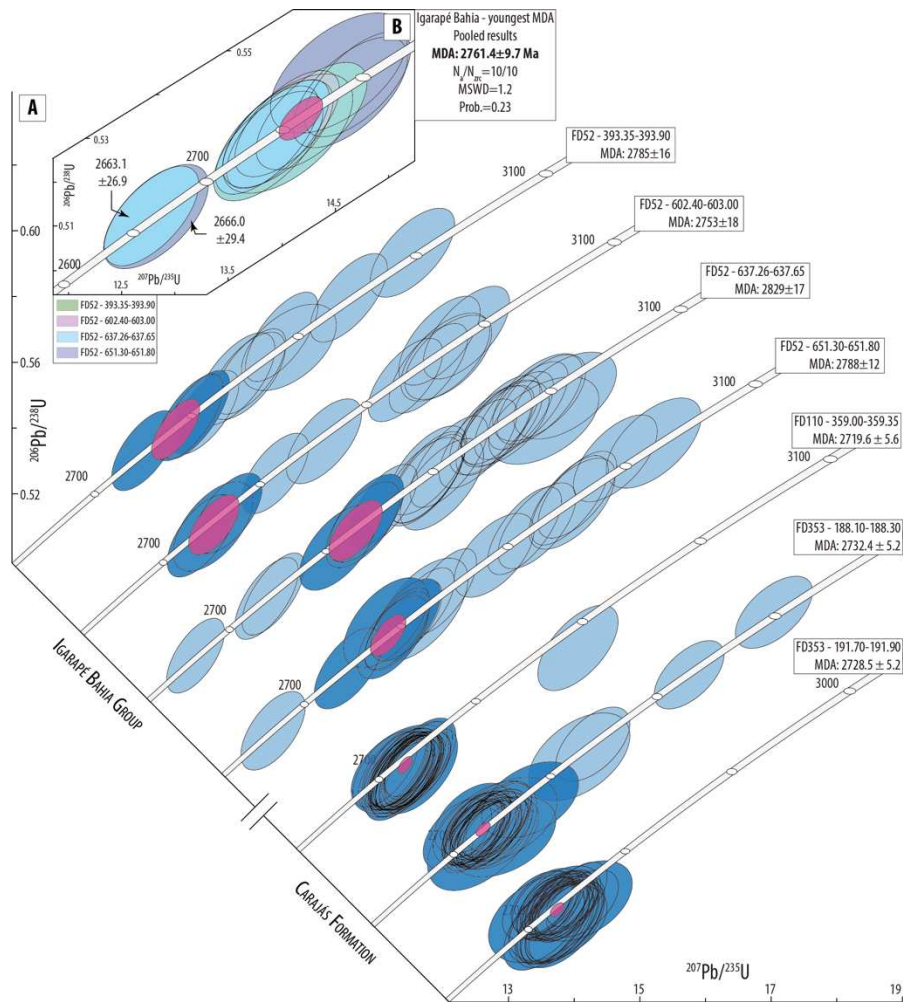 A
B
Igarapé Bahia - youngest MDA
Pooled results
MDA: 2761.4±9.7 Ma
Na/Nzrc=10/10
MSWD=1.2
Prob.=0.23
0.55
0.53
0.51
206Pb/238U
2700
2600
2663.1
±26.9
2666.0
±29.4
14.5
13.5
12.5
207Pb/235U
FD52 - 393.35-393.90
FD52 - 602.40-603.00
FD52 - 637.26-637.65
FD52 - 651.30-651.80
FD52 - 393.35-393.90
MDA: 2785±16
3100
2700
FD52 - 602.40-603.00
MDA: 2753±18
3100
2700
FD52 - 637.26-637.65
MDA: 2829±17
3100
2700
FD52 - 651.30-651.80
MDA: 2788±12
3100
2700
FD110 - 359.00-359.35
MDA: 2719.6 ± 5.6
3100
FD353 - 188.10-188.30
MDA: 2732.4 ± 5.2
FD353 - 191.70-191.90
MDA: 2728.5 ± 5.2
3000
0.60
0.56
0.52
206Pb/238U
Igarapé Bahia Group
Carajás Formation
207Pb/235U
13
15
17
19